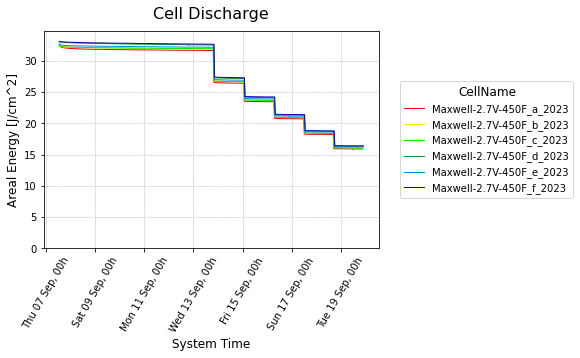 Cell Discharge
Areal Energy [J/cm^2]
30
25
20
15
10
5
0
Thu 07 Sep, 00h
Sat 09 Sep, 00h
Mon 11 Sep, 00h
Wed 13 Sep, 00h
Fri 15 Sep, 00h
Sun 17 Sep, 00h
Tue 19 Sep, 00h
System Time
CellName
Maxwell-2.7V-450F_a_2023
Maxwell-2.7V-450F_b_2023
Maxwell-2.7V-450F_c_2023
Maxwell-2.7V-450F_d_2023
Maxwell-2.7V-450F_e_2023
Maxwell-2.7V-450F_f_2023